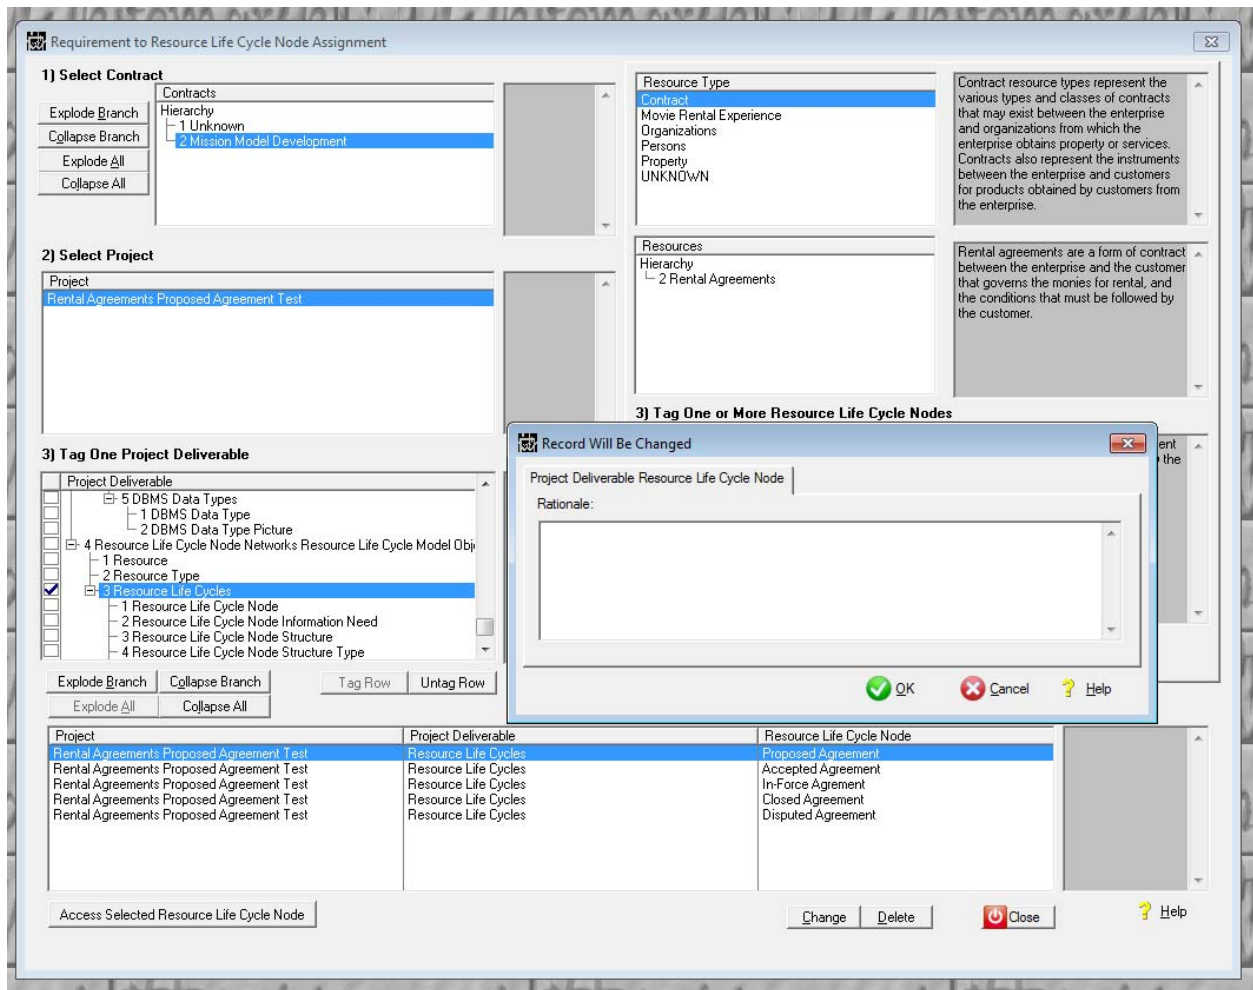 Requirement to Resource Life Cycle Node Assignment
1) Select Contract
Explode Branch
Collapse Branch
Explode All
Collapse All
Contracts
Hierarchy
1 Unknown
2 Mission Model Development
Resource Type
Contract
Movie Rental Experience
Organizations
Persons
Property
UNKNOWN
Contract resource types represent the
various types and classes of contracts
that may exist between the enterprise
and organizations from which the
enterprise obtains property or services.
Contracts also represent the instruments
between the enterprise and customers
for products obtained by customers from
the enterprise.
2) Select Project
Project
Rental Agreements Proposed Agreement Test
Resources
Hierarchy
2 Rental Agreements
Rental agreements are a form of contract
between the enterprise and the customer
that governs the monies for rental, and
the conditions that must be followed by
the customer.
3) Tag One or More Resource Life Cycle Nodes
ent
the
3) Tag One Project Deliverable
Project Deliverable
5 DBMS Data Types
1 DBMS Data Type
2 DBMS Data Type Picture
4 Resource Life Cycle Node Networks Resource Life Cycle Model Obj
1 Resource
2 Resource Type
3 Resource Life Cycles
1 Resource Life Cycle Node
2 Resource Life Cycle Node Information Need
3 Resource Life Cycle Node Structure
4 Resource Life Cycle Node Structure Type
Explode Branch
Collapse Branch
Tag Row
Untag Row
Explode All
Collapse All
Record Will Be Changed
Project Deliverable Resource Life Cycle Node
Rationale:
OK
Cancel
Help
Project Project Deliverable Resource Life Cycle Node
Rental Agreements Proposed Agreement Test Resource Life Cycles Proposed Agreement
Rental Agreements Proposed Agreement Test Resource Life Cycles Accepted Agreement
Rental Agreements Proposed Agreement Test Resource Life Cycles In-Force Agrement
Rental Agreements Proposed Agreement Test Resource Life Cycles Closed Agreement
Rental Agreements Proposed Agreement Test Resource Life Cycles Disputed Agreement
Access Selected Resource Life Cycle Node
Change
Delete
Close
Help